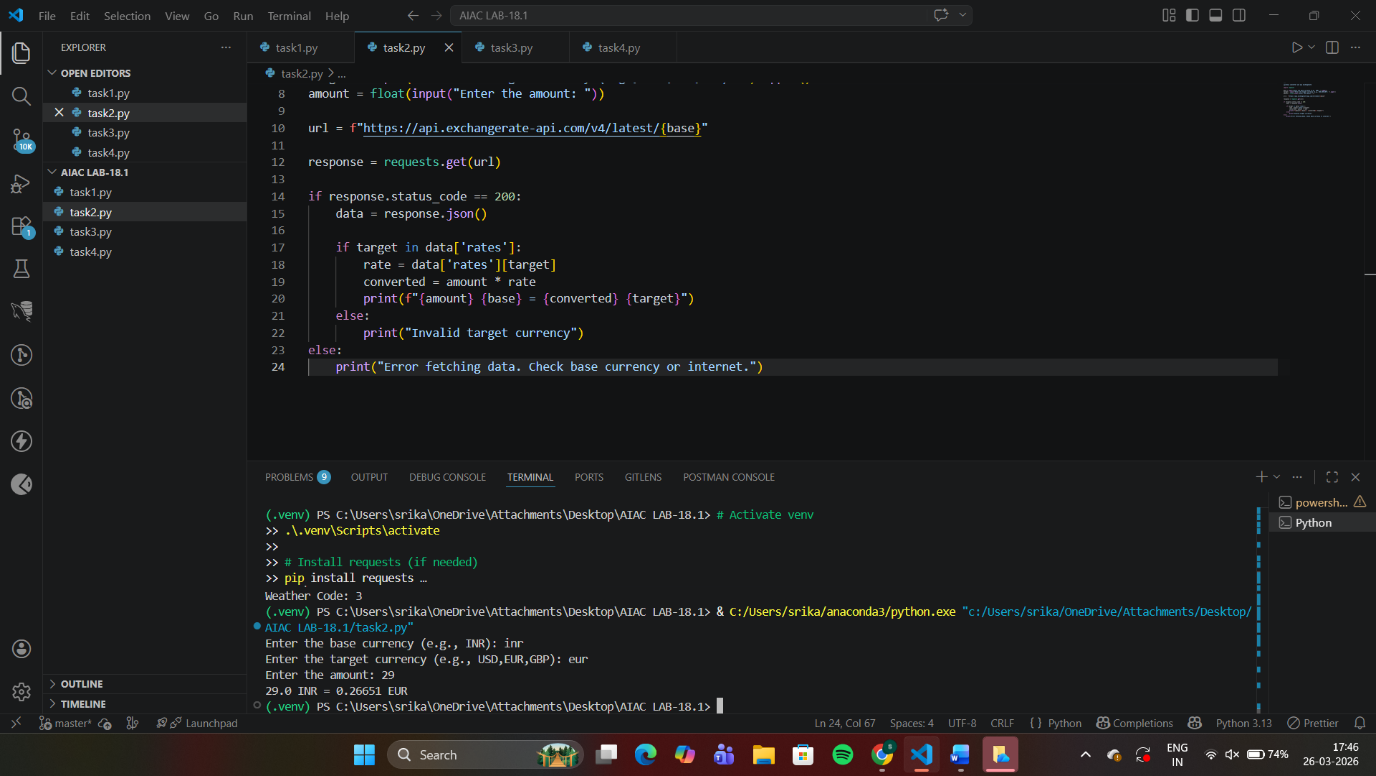 File Edit Selection View Go Run Terminal Help
AIAC LAB-18.1
EXPLORER
task1.py
task2.py
task3.py
task4.py
OPEN EDITORS
task1.py
task2.py
task3.py
task4.py
AIAC LAB-18.1
task1.py
task2.py
task3.py
task4.py
10K
1
task2.py > ...
8 amount = float(input("Enter the amount: "))
9
10 url = f"https://api.exchangerate-api.com/v4/latest/{base}"
11
12 response = requests.get(url)
13
14 if response.status_code == 200:
15 data = response.json()
16
17 if target in data['rates']:
18 rate = data['rates'][target]
19 converted = amount * rate
20 print(f"{amount} {base} = {converted} {target}")
21 else:
22 print("Invalid target currency")
23 else:
24 print("Error fetching data. Check base currency or internet.")
PROBLEMS 9 OUTPUT DEBUG CONSOLE TERMINAL PORTS GITLENS POSTMAN CONSOLE
powersh...
Python
(.venv) PS C:\Users\srika\OneDrive\Attachments\Desktop\AIAC LAB-18.1> # Activate venv
>> .\.venv\Scripts\activate
>>
>> # Install requests (if needed)
>> pip install requests …
Weather Code: 3
(.venv) PS C:\Users\srika\OneDrive\Attachments\Desktop\AIAC LAB-18.1> & C:/Users/srika/anaconda3/python.exe "c:/Users/srika/OneDrive/Attachments/Desktop/
AIAC LAB-18.1/task2.py"
Enter the base currency (e.g., INR): inr
Enter the target currency (e.g., USD,EUR,GBP): eur
Enter the amount: 29
29.0 INR = 0.26651 EUR
(.venv) PS C:\Users\srika\OneDrive\Attachments\Desktop\AIAC LAB-18.1>
OUTLINE
TIMELINE
master* Launchpad
Ln 24, Col 67 Spaces: 4 UTF-8 CRLF { } Python Completions Python 3.13 Prettier
Search
ENG
IN
74%
17:46
26-03-2026